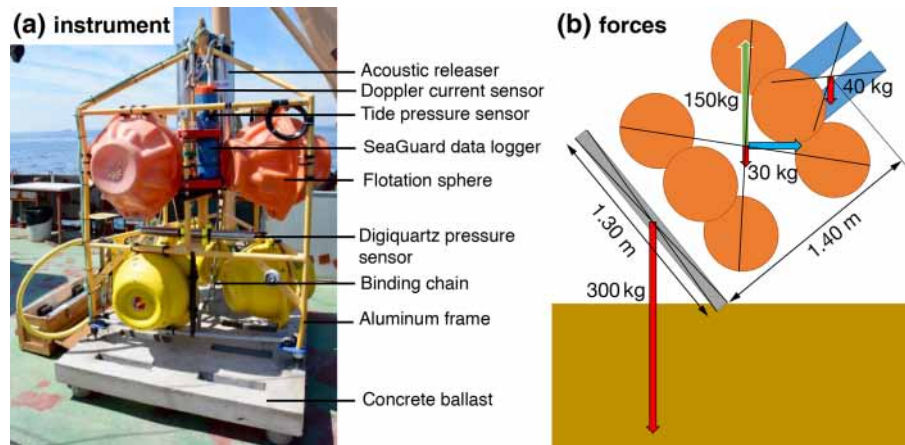 (a) instrument
Acoustic releaser
Doppler current sensor
Tide pressure sensor
SeaGuard data logger
Flotation sphere
Digiquartz pressure
sensor
Binding chain
Aluminum frame
Concrete ballast
(b) forces
150kg
40 kg
30 kg
1.30 m
1.40 m
300 kg